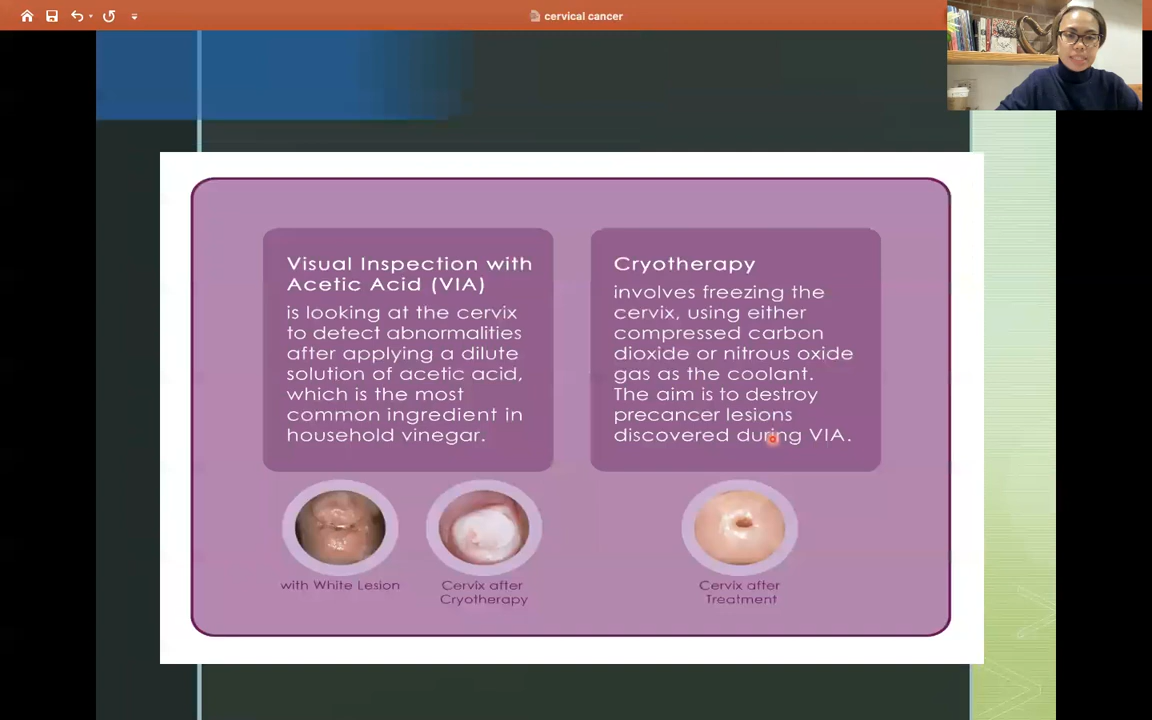 cervical cancer
Visual Inspection with
Acetic Acid (VIA)
is looking at the cervix
to detect abnormalities
after applying a dilute
solution of acetic acid,
which is the most
common ingredient in
household vinegar.
Cryotherapy
involves freezing the
cervix, using either
compressed carbon
dioxide or nitrous oxide
gas as the coolant.
The aim is to destroy
precancer lesions
discovered during VIA.
with White Lesion
Cervix after
Cryotherapy
Cervix after
Treatment